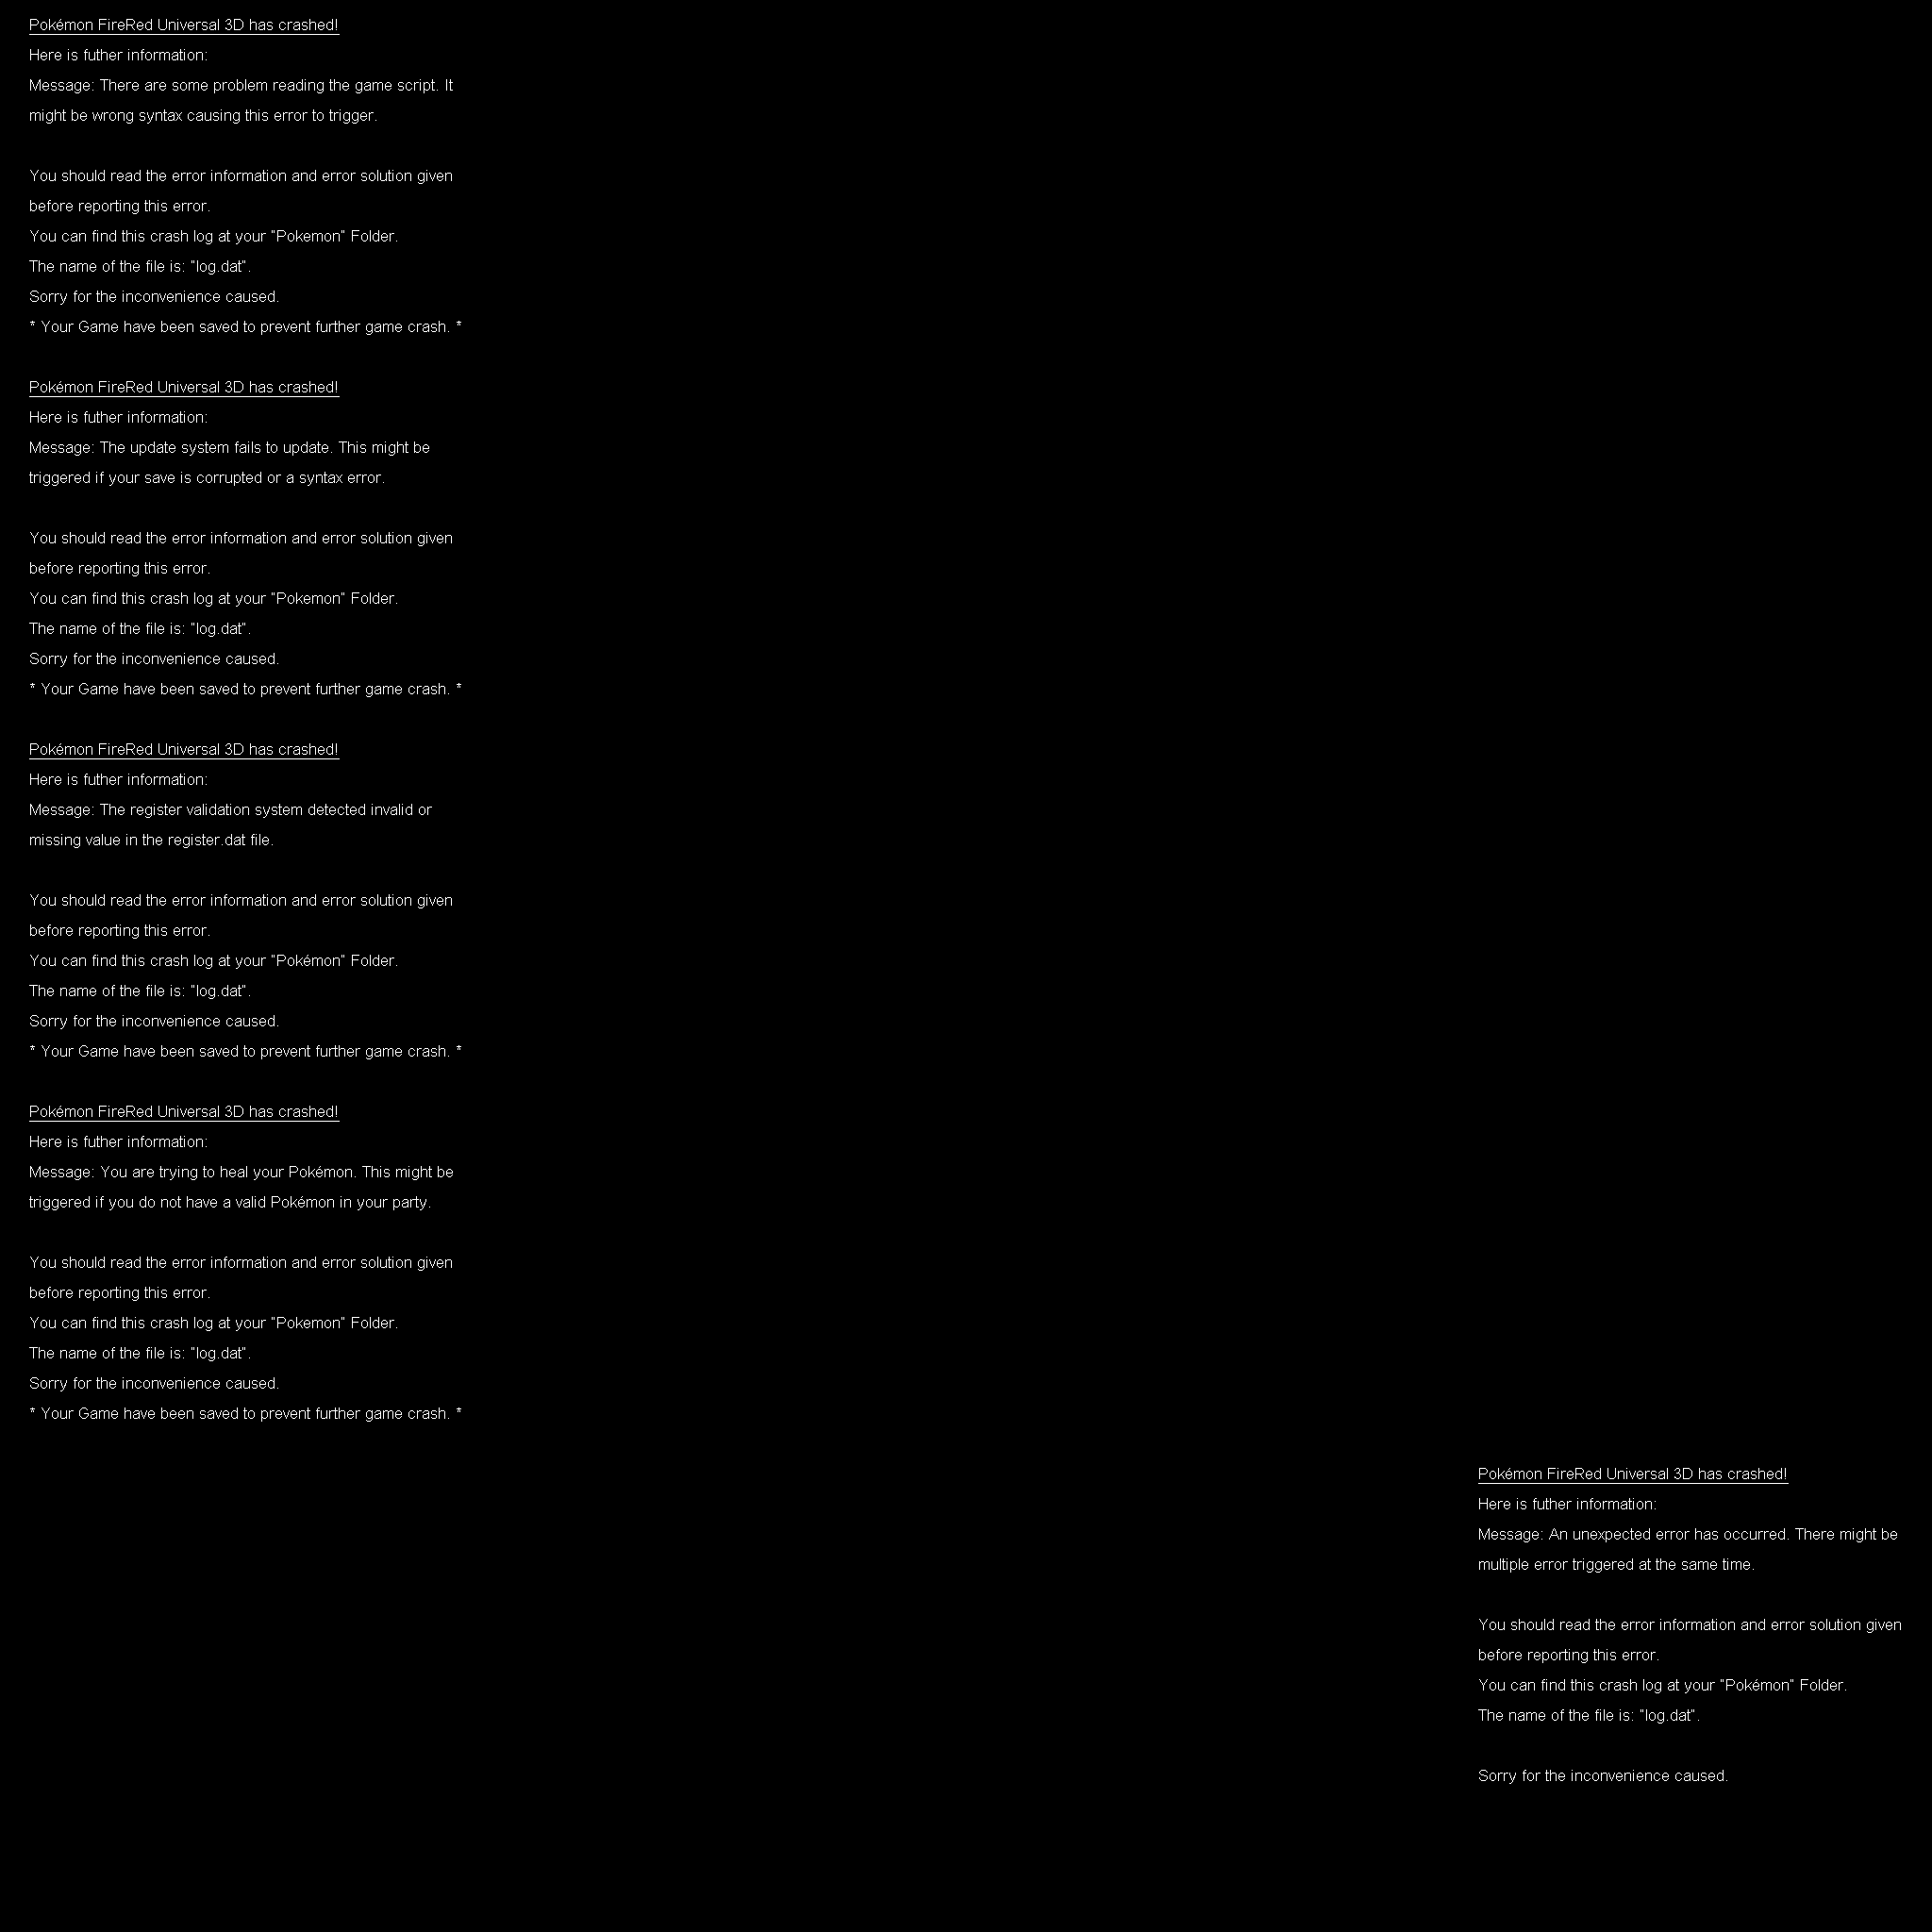 Pokémon FireRed Universal 3D has crashed!
Here is futher information:
Message: There are some problem reading the game script. It
might be wrong syntax causing this error to trigger.
You should read the error information and error solution given
before reporting this error.
You can find this crash log at your "Pokemon" Folder.
The name of the file is: "log.dat".
Sorry for the inconvenience caused.
* Your Game have been saved to prevent further game crash. *
Pokémon FireRed Universal 3D has crashed!
Here is futher information:
Message: The update system fails to update. This might be
triggered if your save is corrupted or a syntax error.
You should read the error information and error solution given
before reporting this error.
You can find this crash log at your "Pokemon" Folder.
The name of the file is: "log.dat".
Sorry for the inconvenience caused.
* Your Game have been saved to prevent further game crash. *
Pokémon FireRed Universal 3D has crashed!
Here is futher information:
Message: The register validation system detected invalid or
missing value in the register.dat file.
You should read the error information and error solution given
before reporting this error.
You can find this crash log at your "Pokémon" Folder.
The name of the file is: "log.dat".
Sorry for the inconvenience caused.
* Your Game have been saved to prevent further game crash. *
Pokémon FireRed Universal 3D has crashed!
Here is futher information:
Message: You are trying to heal your Pokémon. This might be
triggered if you do not have a valid Pokémon in your party.
You should read the error information and error solution given
before reporting this error.
You can find this crash log at your "Pokemon" Folder.
The name of the file is: "log.dat".
Sorry for the inconvenience caused.
* Your Game have been saved to prevent further game crash. *
Pokémon FireRed Universal 3D has crashed!
Here is futher information:
Message: An unexpected error has occurred. There might be
multiple error triggered at the same time.
You should read the error information and error solution given
before reporting this error.
You can find this crash log at your "Pokémon" Folder.
The name of the file is: "log.dat".
Sorry for the inconvenience caused.